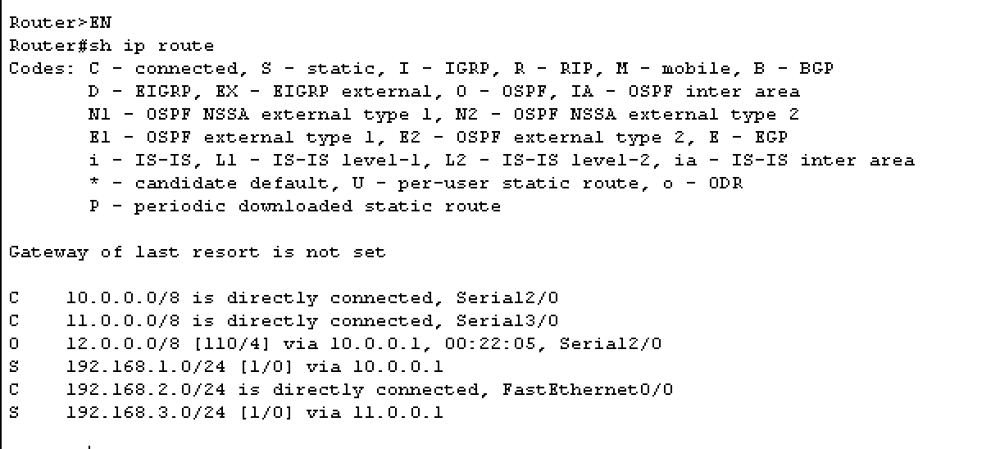 Router>EN
Router#sh ip route
Codes: C - connected, S - static, I - IGRP, R - RIP, M - mobile, B - BGP
       D - EIGRP, EX - EIGRP external, O - OSPF, IA - OSPF inter area
       N1 - OSPF NSSA external type 1, N2 - OSPF NSSA external type 2
       E1 - OSPF external type 1, E2 - OSPF external type 2, E - EGP
       i - IS-IS, L1 - IS-IS level-1, L2 - IS-IS level-2, ia - IS-IS inter area
       * - candidate default, U - per-user static route, o - ODR
       P - periodic downloaded static route

Gateway of last resort is not set

C    10.0.0.0/8 is directly connected, Serial2/0
C    11.0.0.0/8 is directly connected, Serial3/0
O    12.0.0.0/8 [110/4] via 10.0.0.1, 00:22:05, Serial2/0
S    192.168.1.0/24 [1/0] via 10.0.0.1
C    192.168.2.0/24 is directly connected, FastEthernet0/0
S    192.168.3.0/24 [1/0] via 11.0.0.1